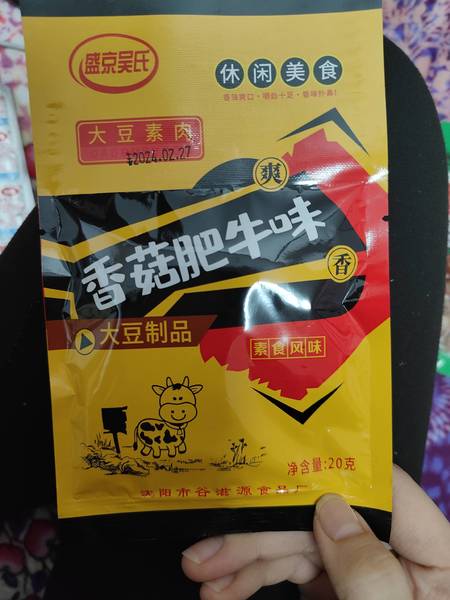 盛京吴氏
休闲美食
香辣爽口·嚼劲十足·香味扑鼻!
大豆素肉
2024.02.27
爽
香菇肥牛味
香
大豆制品
素食风味
净含量:20克
沈阳市谷港源食品厂